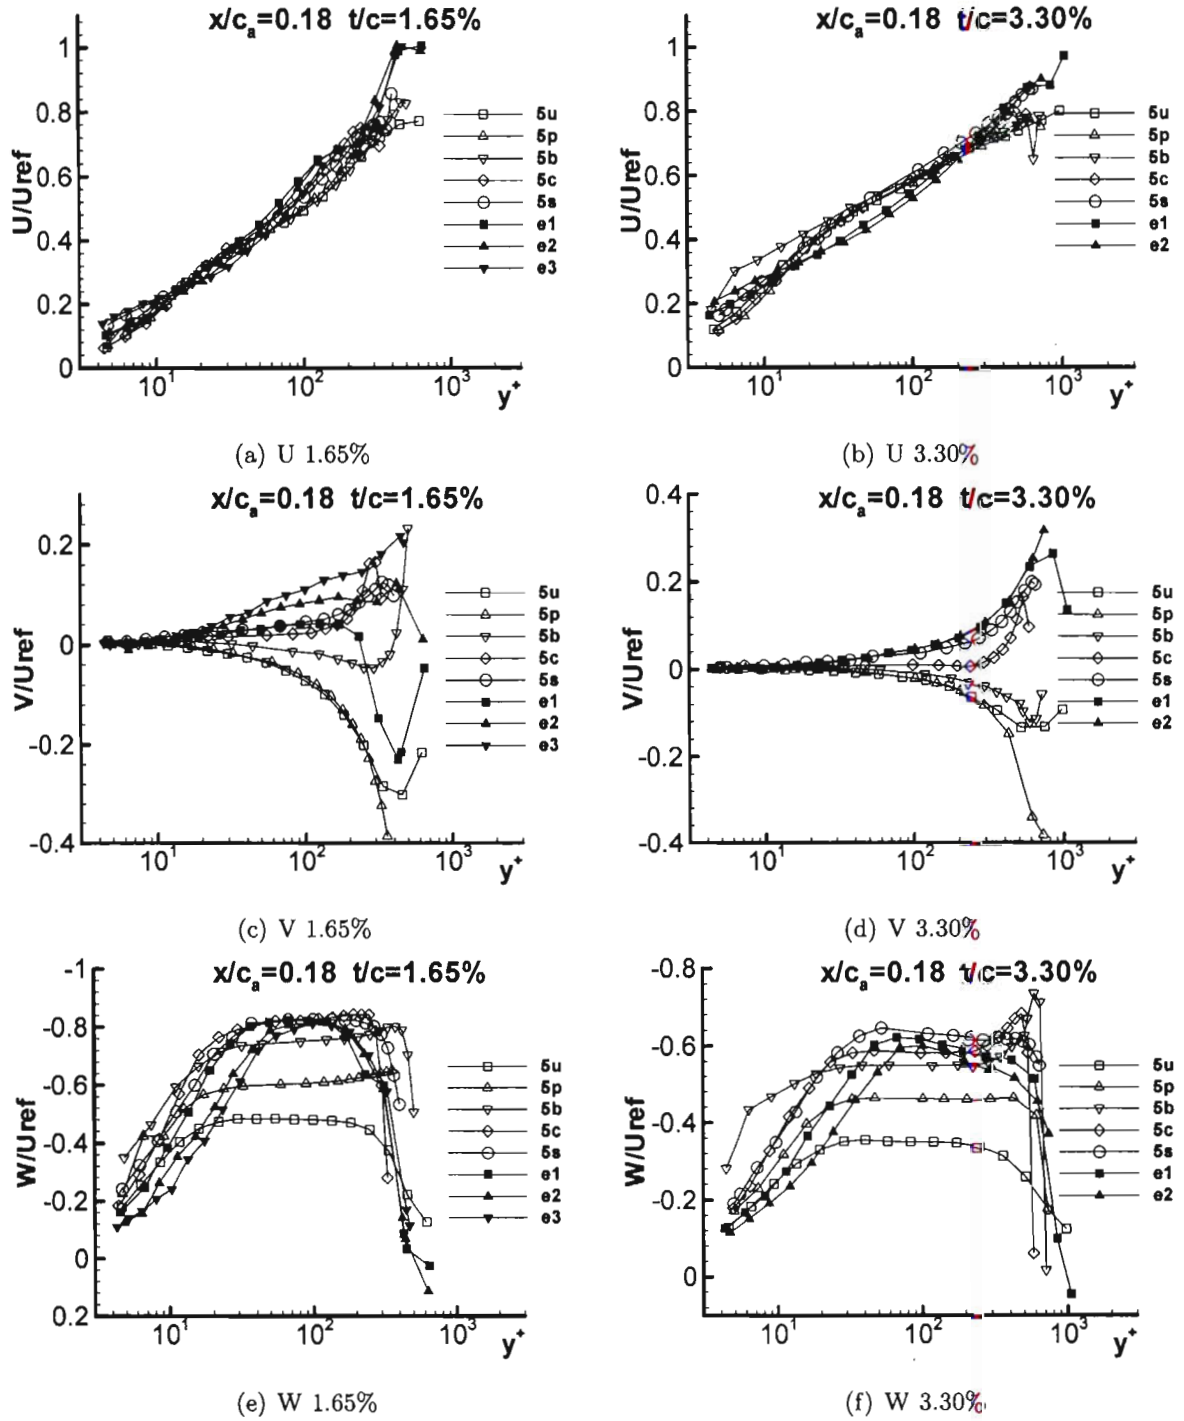 x/ca=0.18 t/c=1.65%
U/Uref
1
0.8
0.6
0.4
0.2
0
10^1
10^2
10^3
y+
5u
5p
5b
5c
5s
e1
e2
e3
(a) U 1.65%
x/ca=0.18 t/c=3.30%
U/Uref
1
0.8
0.6
0.4
0.2
0
10^1
10^2
10^3
y+
5u
5p
5b
5c
5s
e1
e2
(b) U 3.30%
x/ca=0.18 t/c=1.65%
V/Uref
0.2
0
-0.2
-0.4
10^1
10^2
10^3
y+
5u
5p
5b
5c
5s
e1
e2
e3
(c) V 1.65%
x/ca=0.18 t/c=3.30%
V/Uref
0.4
0.2
0
-0.2
-0.4
10^1
10^2
10^3
y+
5u
5p
5b
5c
5s
e1
e2
(d) V 3.30%
x/ca=0.18 t/c=1.65%
W/Uref
-1
-0.8
-0.6
-0.4
-0.2
0
0.2
10^1
10^2
10^3
y+
5u
5p
5b
5c
5s
e1
e2
e3
(e) W 1.65%
x/ca=0.18 t/c=3.30%
W/Uref
-0.8
-0.6
-0.4
-0.2
0
10^1
10^2
10^3
y+
5u
5p
5b
5c
5s
e1
e2
(f) W 3.30%